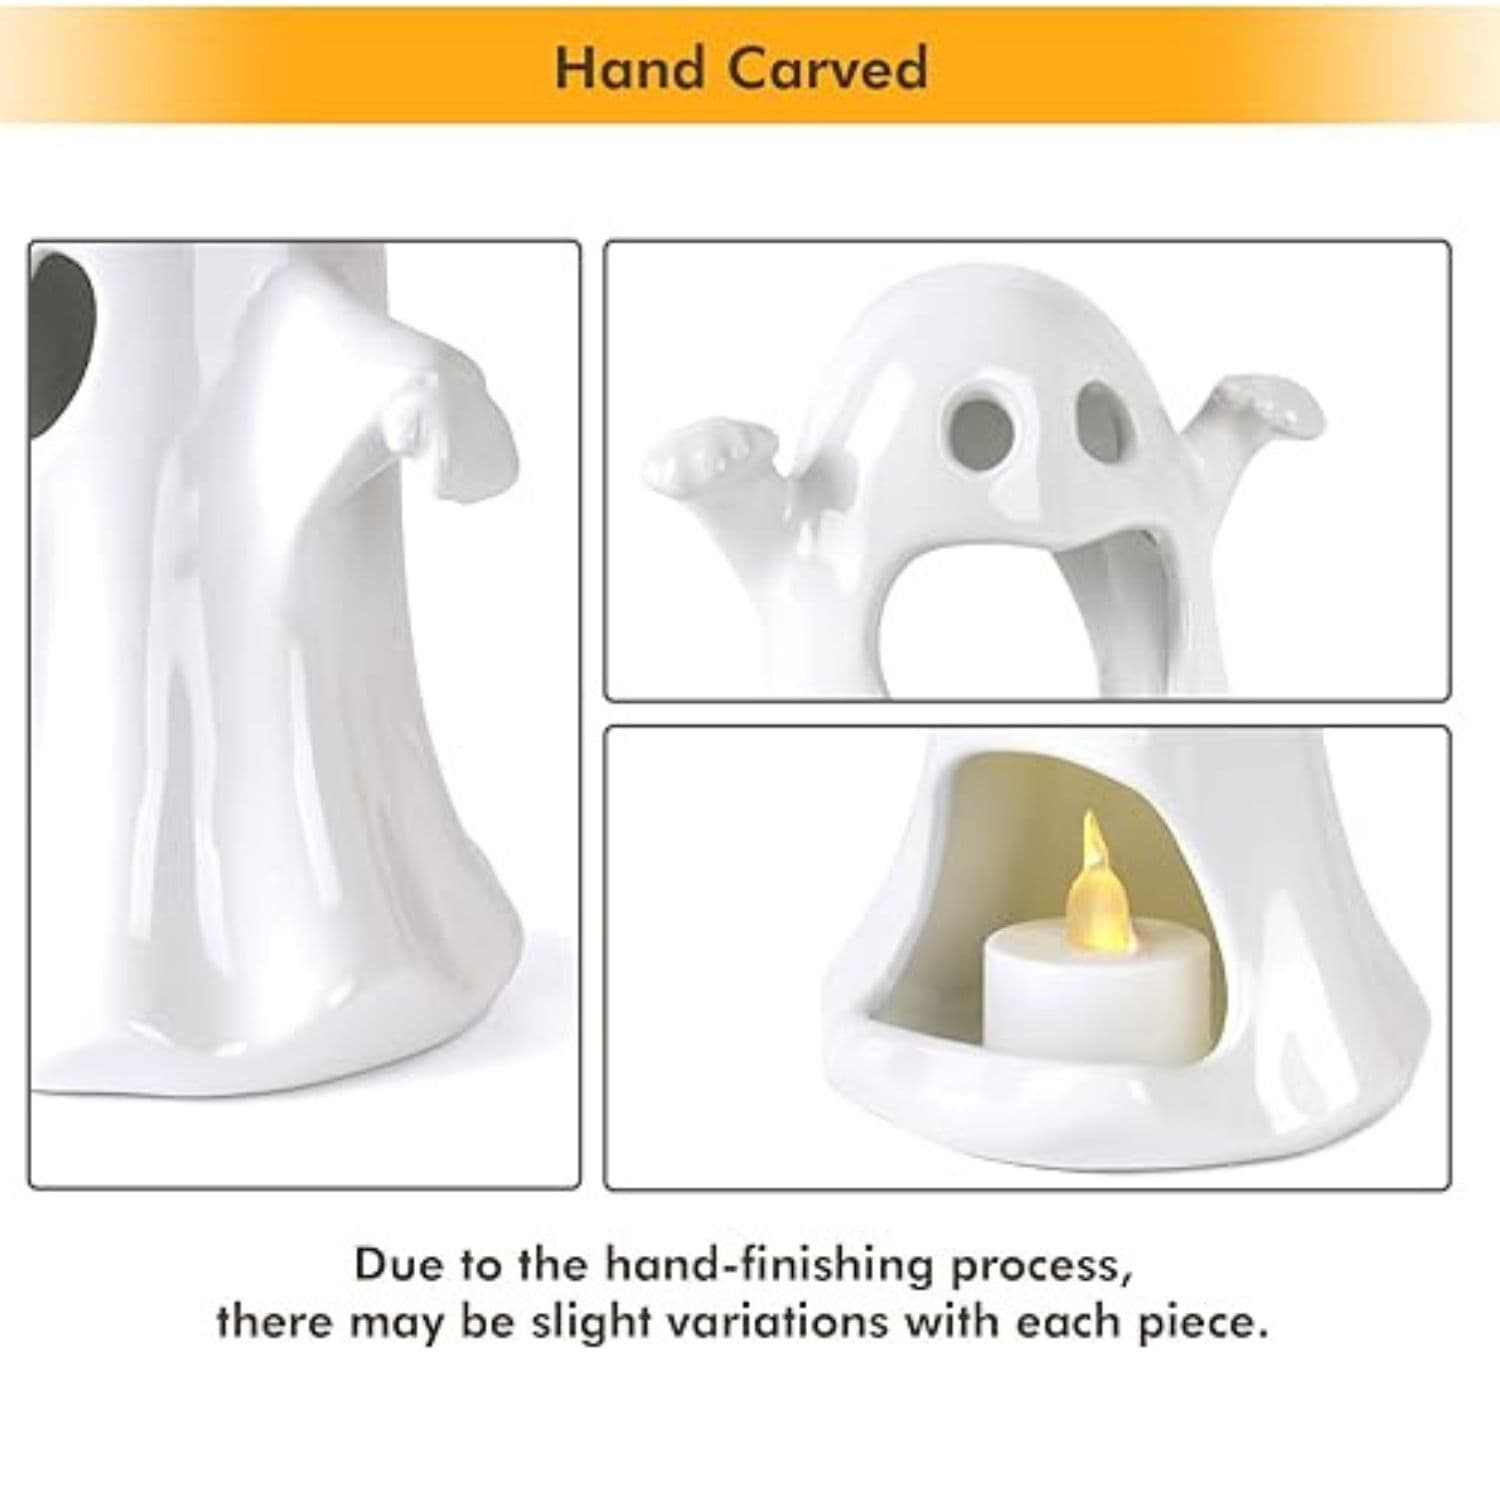 Hand Carved
Due to the hand-finishing process,
there may be slight variations with each piece.